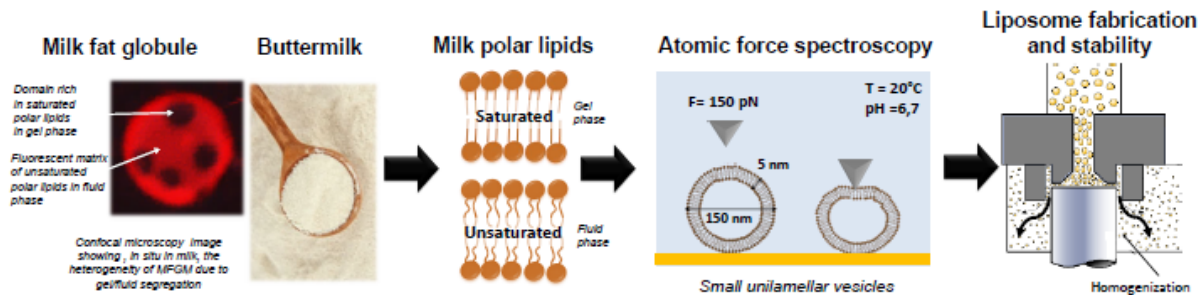 Milk fat globule
Domain rich
in saturated
polar lipids
in gel phase
Fluorescent matrix
of unsaturated
polar lipids in fluid
phase
Confocal microscopy image
showing , in situ in milk, the
heterogeneity of MFGM due to
gel/fluid segregation
Buttermilk
Milk polar lipids
Saturated
Gel
phase
Unsaturated
Fluid
phase
Atomic force spectroscopy
F= 150 pN
T = 20°C
pH =6,7
5 nm
150 nm
Small unilamellar vesicles
Liposome fabrication
and stability
Homogenization